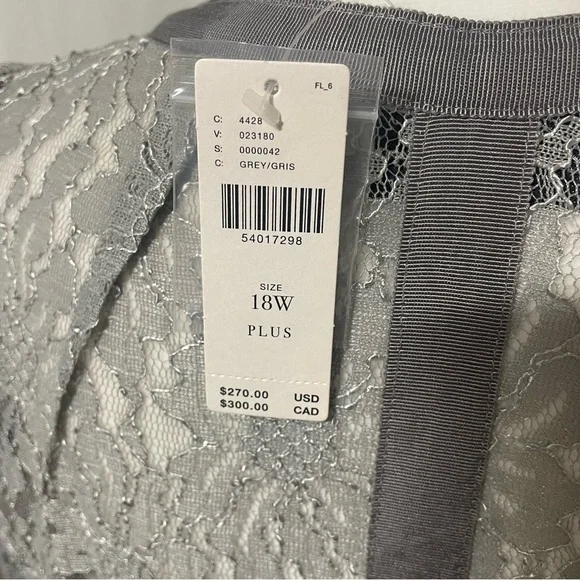 FL_6
C: 4428
V: 023180
S: 0000042
C: GREY/GRIS
54017298
SIZE
18W
PLUS
$270.00 USD
$300.00 CAD